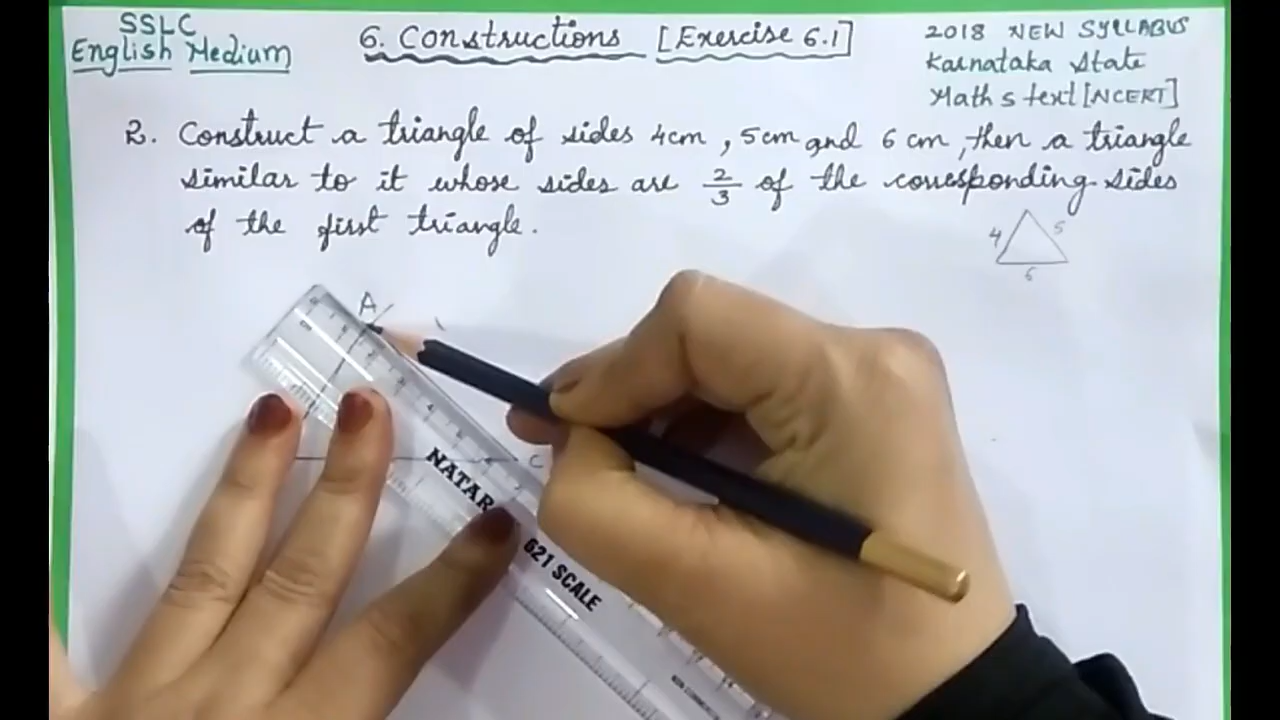 SSLC
English Medium
6. Constructions [Exercise 6.1]
2018 NEW SYLLABUS
Karnataka State
Maths text [NCERT]
2. Construct a triangle of sides 4cm, 5cm and 6 cm, then a triangle
similar to it whose sides are 2/3 of the corresponding sides
of the first triangle.
4 5
6
A
C
NATAR
621 SCALE